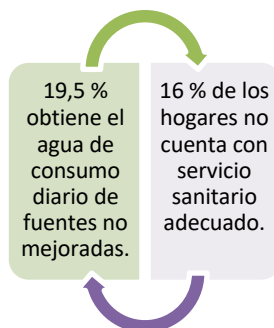 19,5 %
obtiene el
agua de
consumo
diario de
fuentes no
mejoradas.
16 % de los
hogares no
cuenta con
servicio
sanitario
adecuado.